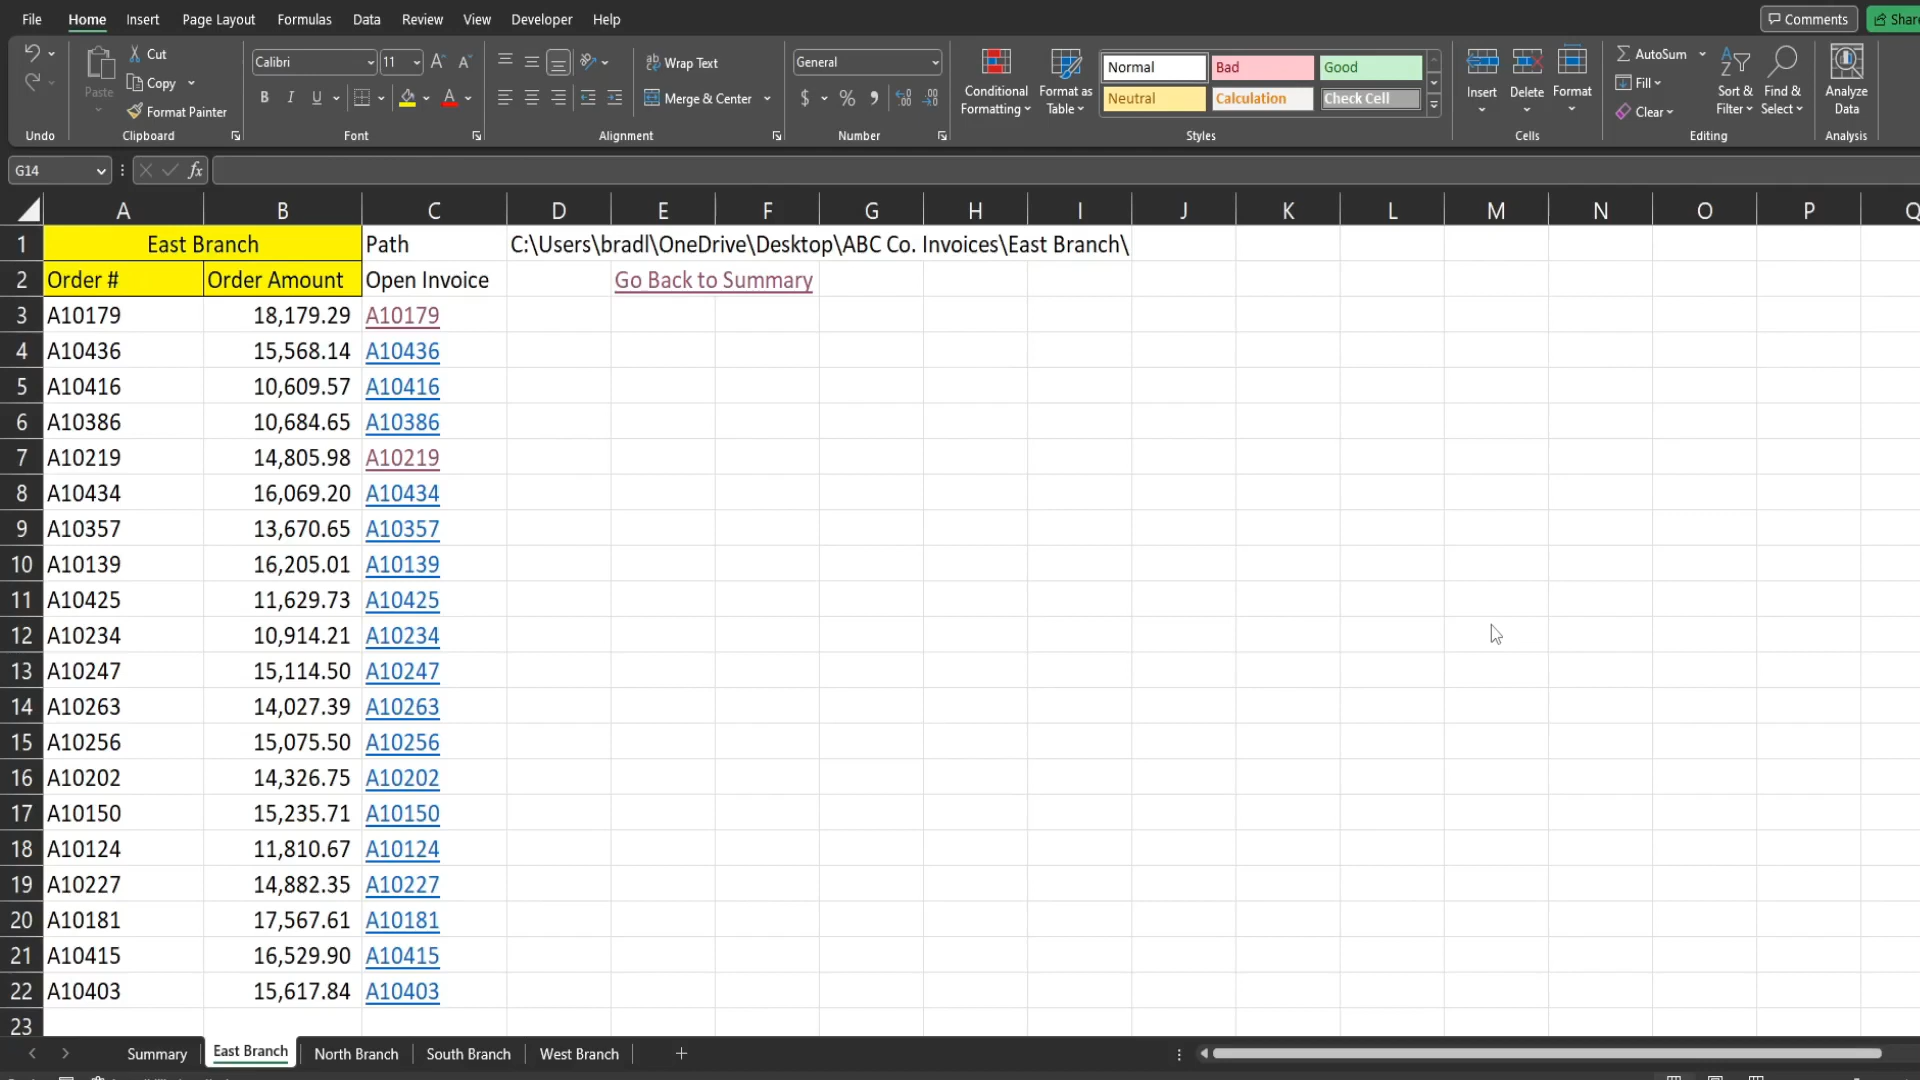 File Home Insert Page Layout Formulas Data Review View Developer Help Comments Share
Cut Calibri 11 Wrap Text General Normal Bad Good AutoSum
Paste Copy Conditional Formatting Format as Table Insert Delete Format Fill Sort & Filter Find & Select Analyze Data
Format Painter B I U Merge & Center $ % Neutral Calculation Check Cell Clear
Undo Clipboard Font Alignment Number Styles Cells Editing Analysis
G14 fx
A B C D E F G H I J K L M N O P Q
1 East Branch Path C:\Users\bradl\OneDrive\Desktop\ABC Co. Invoices\East Branch\
2 Order # Order Amount Open Invoice Go Back to Summary
3 A10179 18,179.29 A10179
4 A10436 15,568.14 A10436
5 A10416 10,609.57 A10416
6 A10386 10,684.65 A10386
7 A10219 14,805.98 A10219
8 A10434 16,069.20 A10434
9 A10357 13,670.65 A10357
10 A10139 16,205.01 A10139
11 A10425 11,629.73 A10425
12 A10234 10,914.21 A10234
13 A10247 15,114.50 A10247
14 A10263 14,027.39 A10263
15 A10256 15,075.50 A10256
16 A10202 14,326.75 A10202
17 A10150 15,235.71 A10150
18 A10124 11,810.67 A10124
19 A10227 14,882.35 A10227
20 A10181 17,567.61 A10181
21 A10415 16,529.90 A10415
22 A10403 15,617.84 A10403
23
Summary East Branch North Branch South Branch West Branch